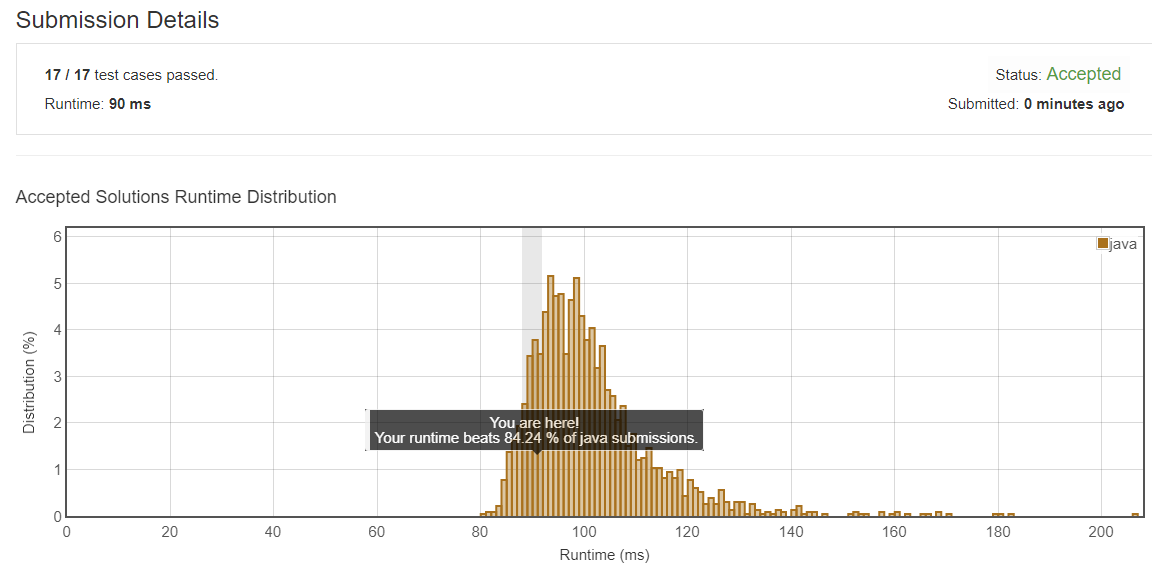 Submission Details
17 / 17 test cases passed.
Status: Accepted
Runtime: 90 ms
Submitted: 0 minutes ago
Accepted Solutions Runtime Distribution
java
6
5
4
3
2
1
0
Distribution (%)
You are here!
Your runtime beats 84.24 % of java submissions.
0 20 40 60 80 100 120 140 160 180 200
Runtime (ms)